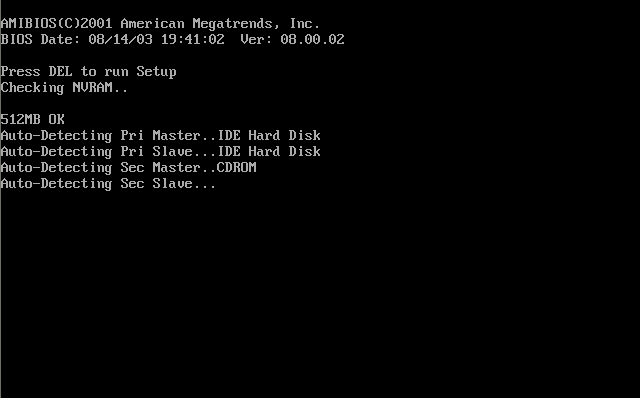 AMIBIOS(C)2001 American Megatrends, Inc.
BIOS Date: 08/14/03 19:41:02  Ver: 08.00.02
Press DEL to run Setup
Checking NVRAM..
512MB OK
Auto-Detecting Pri Master..IDE Hard Disk
Auto-Detecting Pri Slave...IDE Hard Disk
Auto-Detecting Sec Master..CDROM
Auto-Detecting Sec Slave...